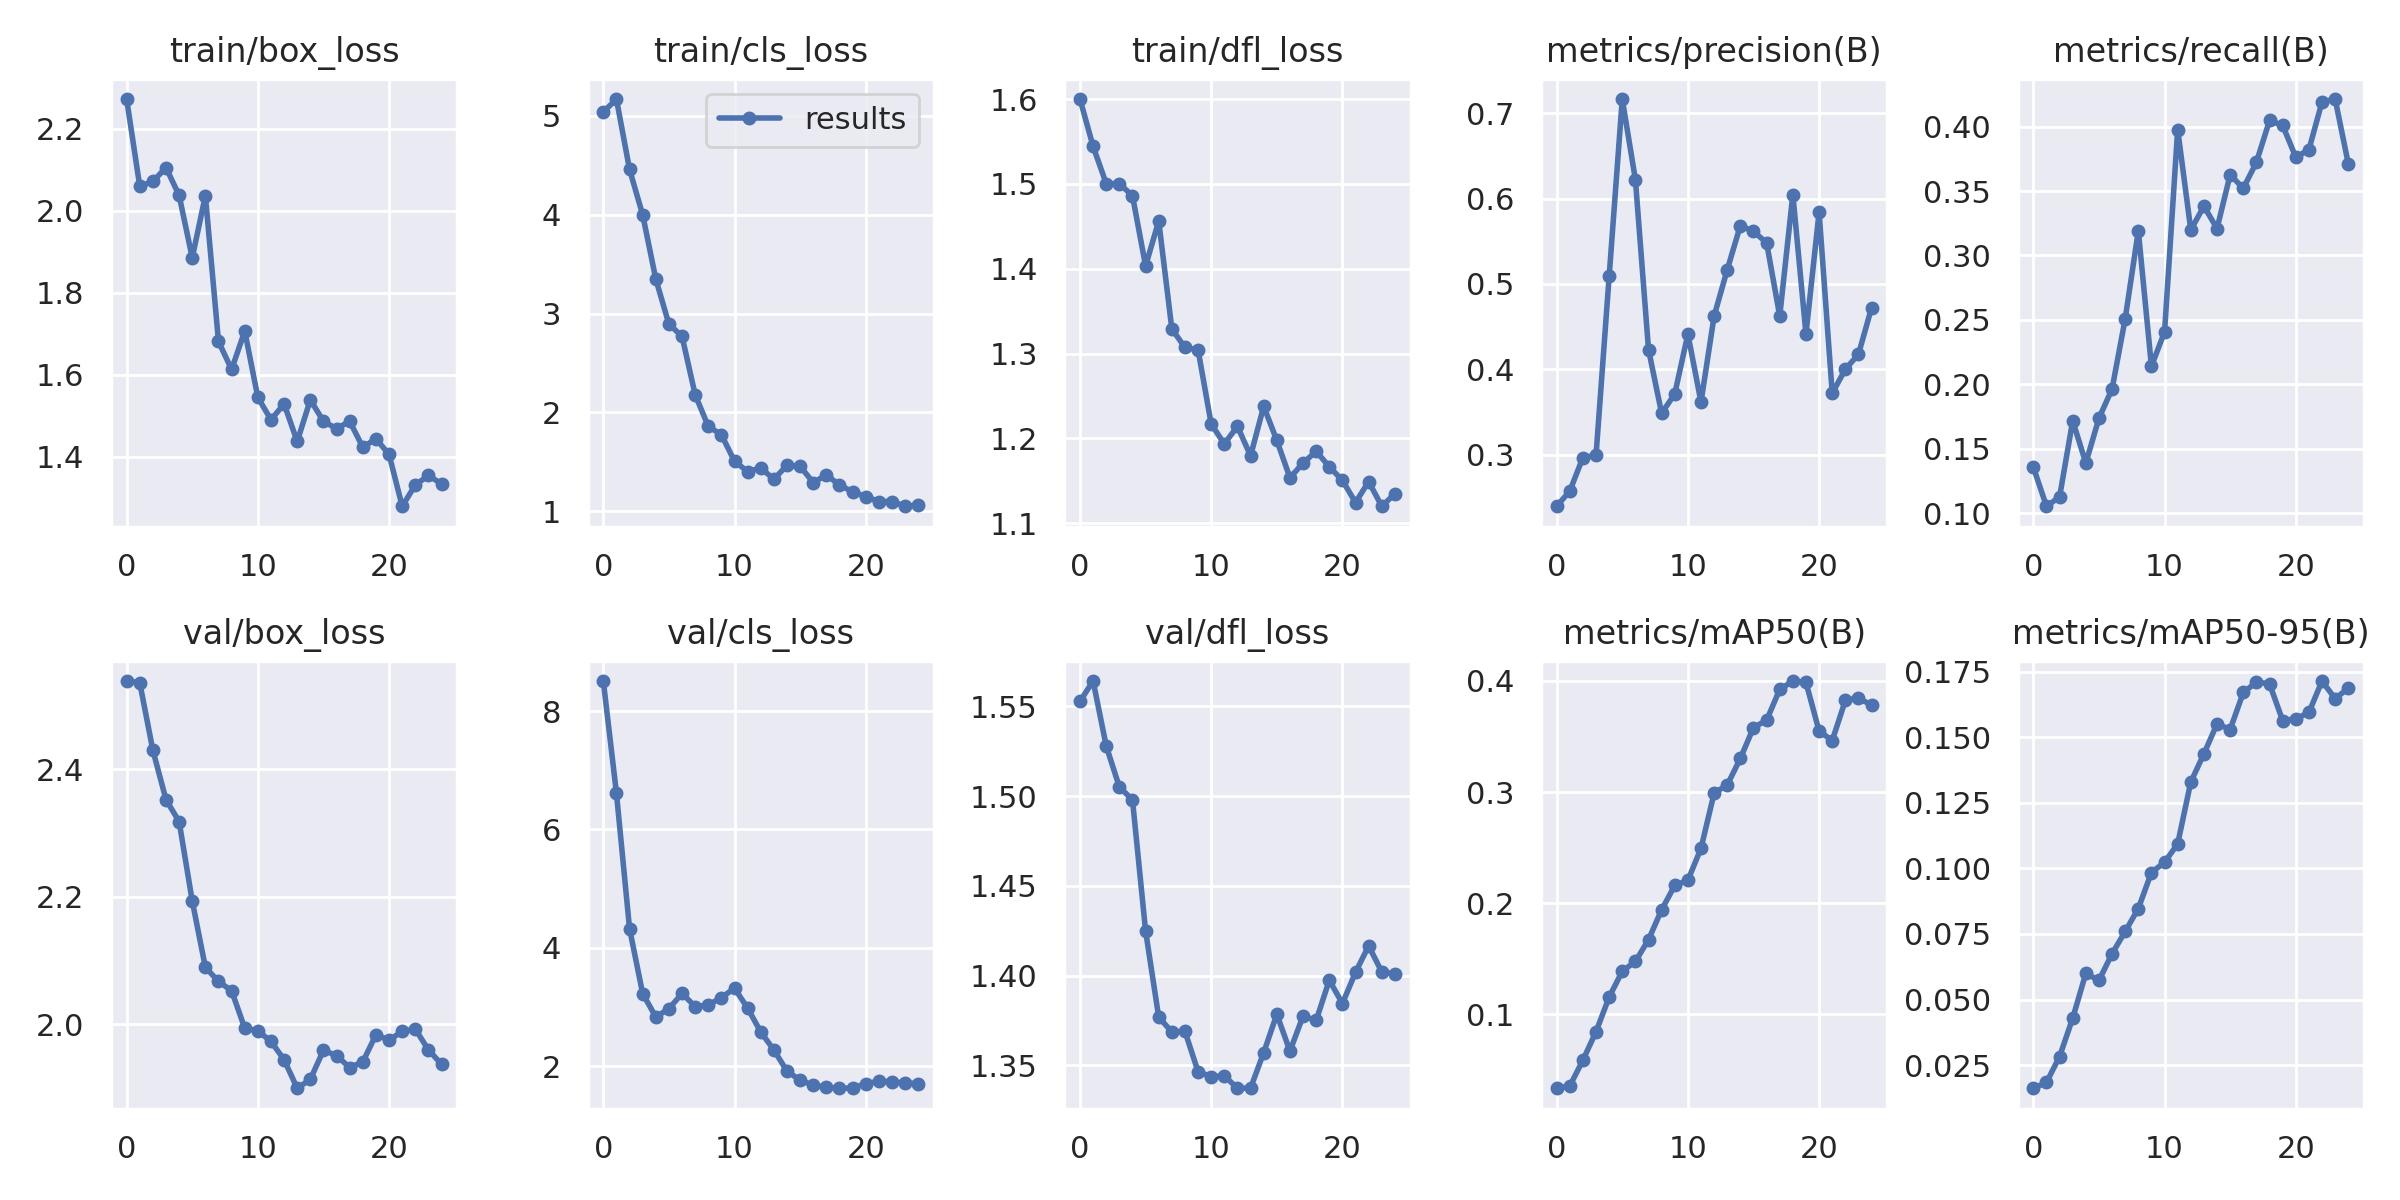 train/box_loss
2.2
2.0
1.8
1.6
1.4
0 10 20
train/cls_loss
results
5
4
3
2
1
0 10 20
train/dfl_loss
1.6
1.5
1.4
1.3
1.2
1.1
0 10 20
metrics/precision(B)
0.7
0.6
0.5
0.4
0.3
0 10 20
metrics/recall(B)
0.40
0.35
0.30
0.25
0.20
0.15
0.10
0 10 20
val/box_loss
2.4
2.2
2.0
0 10 20
val/cls_loss
8
6
4
2
0 10 20
val/dfl_loss
1.55
1.50
1.45
1.40
1.35
0 10 20
metrics/mAP50(B)
0.4
0.3
0.2
0.1
0 10 20
metrics/mAP50-95(B)
0.175
0.150
0.125
0.100
0.075
0.050
0.025
0 10 20